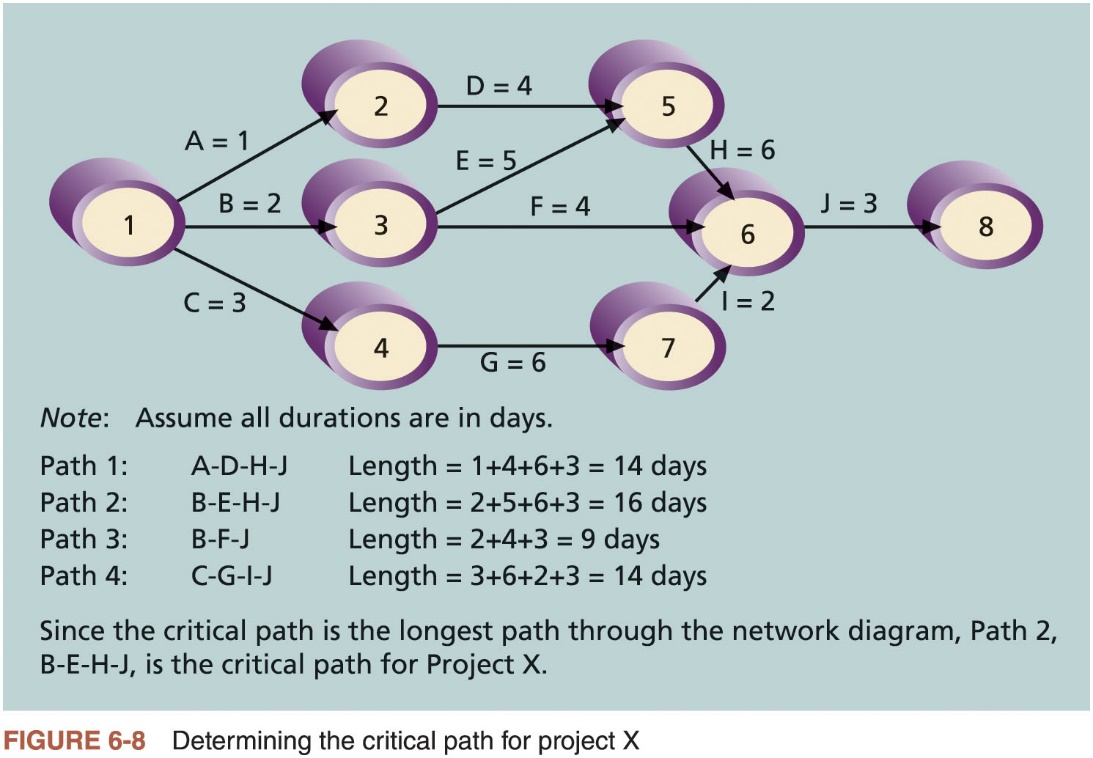 2
D = 4
5
A = 1
E = 5
H = 6
1
B = 2
3
F = 4
6
J = 3
8
C = 3
4
G = 6
7
I = 2
Note: Assume all durations are in days.
Path 1: A-D-H-J Length = 1+4+6+3 = 14 days
Path 2: B-E-H-J Length = 2+5+6+3 = 16 days
Path 3: B-F-J Length = 2+4+3 = 9 days
Path 4: C-G-I-J Length = 3+6+2+3 = 14 days
Since the critical path is the longest path through the network diagram, Path 2,
B-E-H-J, is the critical path for Project X.
FIGURE 6-8 Determining the critical path for project X